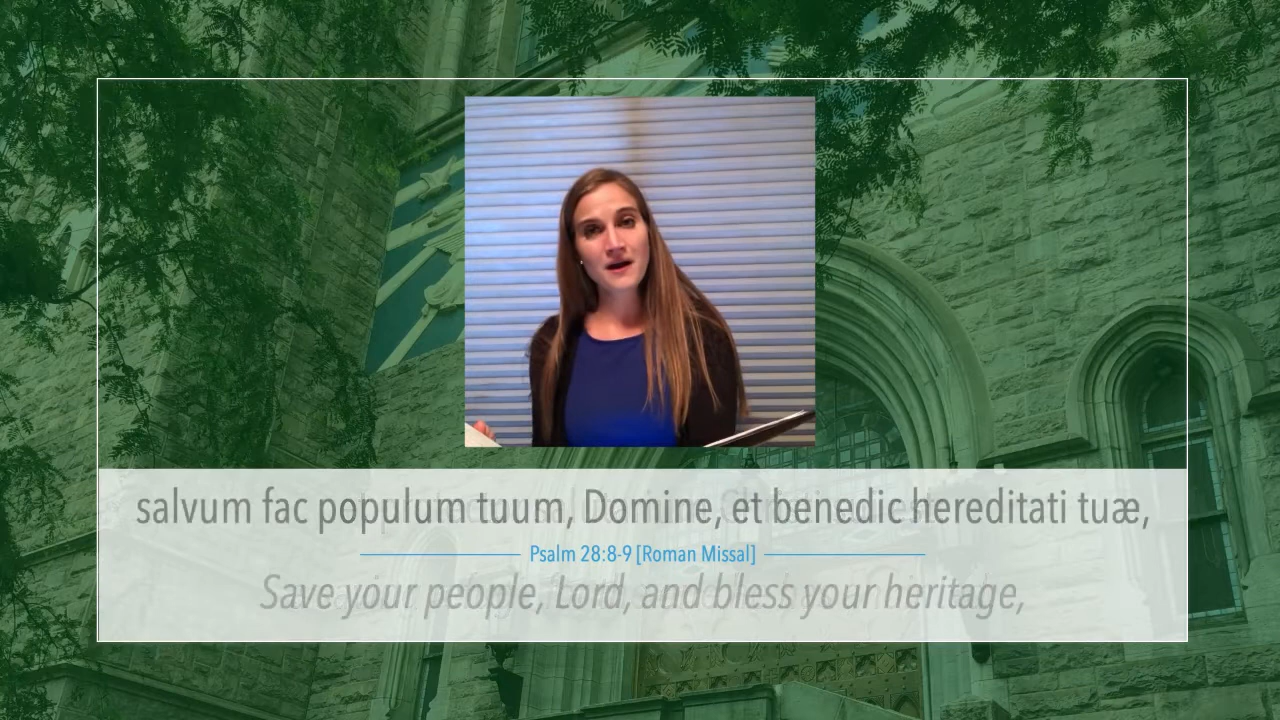 salvum fac populum tuum, Domine, et benedic hereditati tuæ,
Psalm 28:8-9 [Roman Missal]
Save your people, Lord, and bless your heritage,